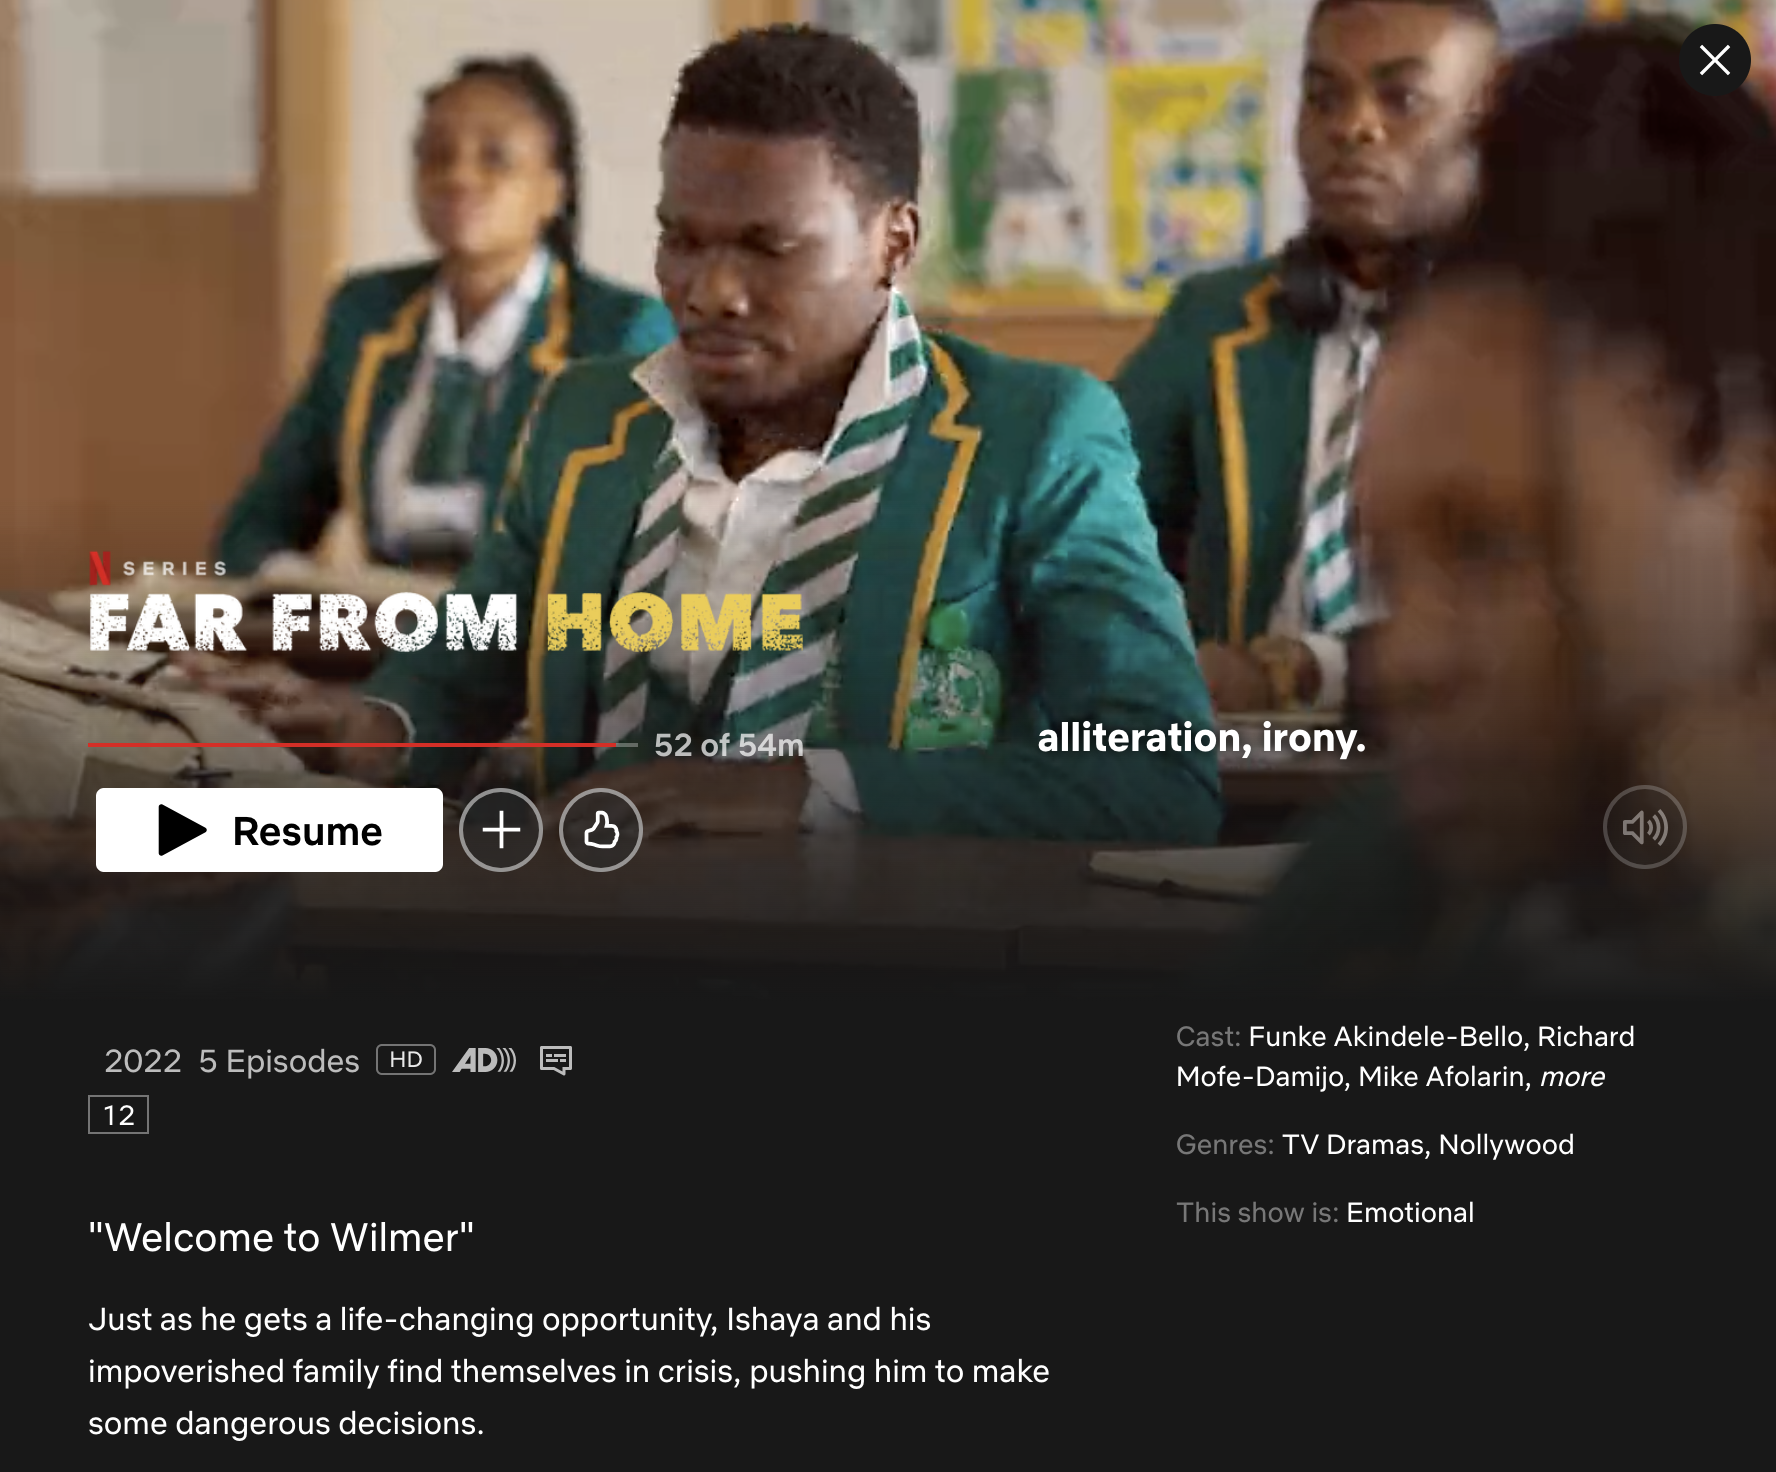 N SERIES
FAR FROM HOME
52 of 54m
alliteration, irony.
Resume
2022 5 Episodes HD AD
12
"Welcome to Wilmer"
Just as he gets a life-changing opportunity, Ishaya and his
impoverished family find themselves in crisis, pushing him to make
some dangerous decisions.
Cast: Funke Akindele-Bello, Richard
Mofe-Damijo, Mike Afolarin, more
Genres: TV Dramas, Nollywood
This show is: Emotional